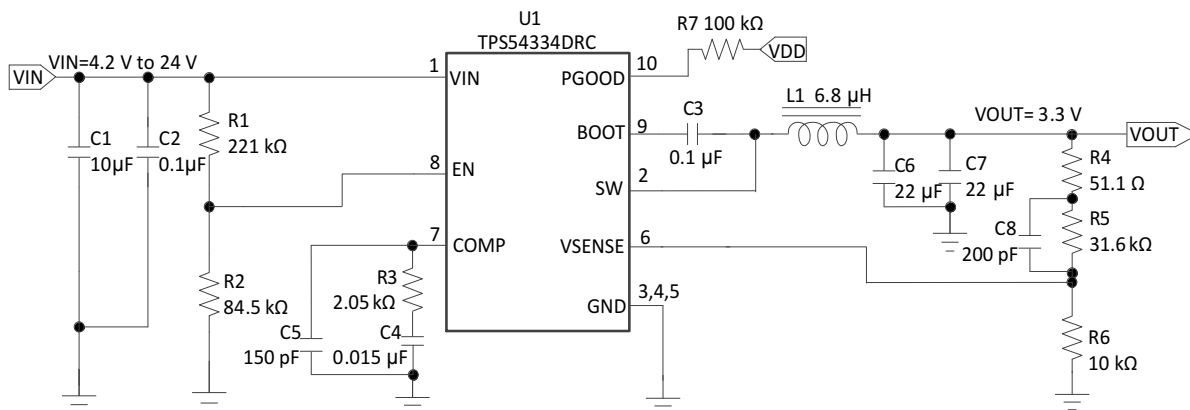 U1
TPS54334DRC
R7 100 kΩ
VDD
VIN
VIN=4.2 V to 24 V
1
VIN
PGOOD
10
C1
10µF
C2
0.1µF
R1
221 kΩ
BOOT
9
C3
0.1 µF
L1 6.8 µH
VOUT= 3.3 V
VOUT
8
EN
SW
2
C6
22 µF
C7
22 µF
R4
51.1 Ω
R5
31.6 kΩ
C8
200 pF
7
COMP
VSENSE
6
R2
84.5 kΩ
R3
2.05 kΩ
C5
150 pF
C4
0.015 µF
GND
3,4,5
R6
10 kΩ